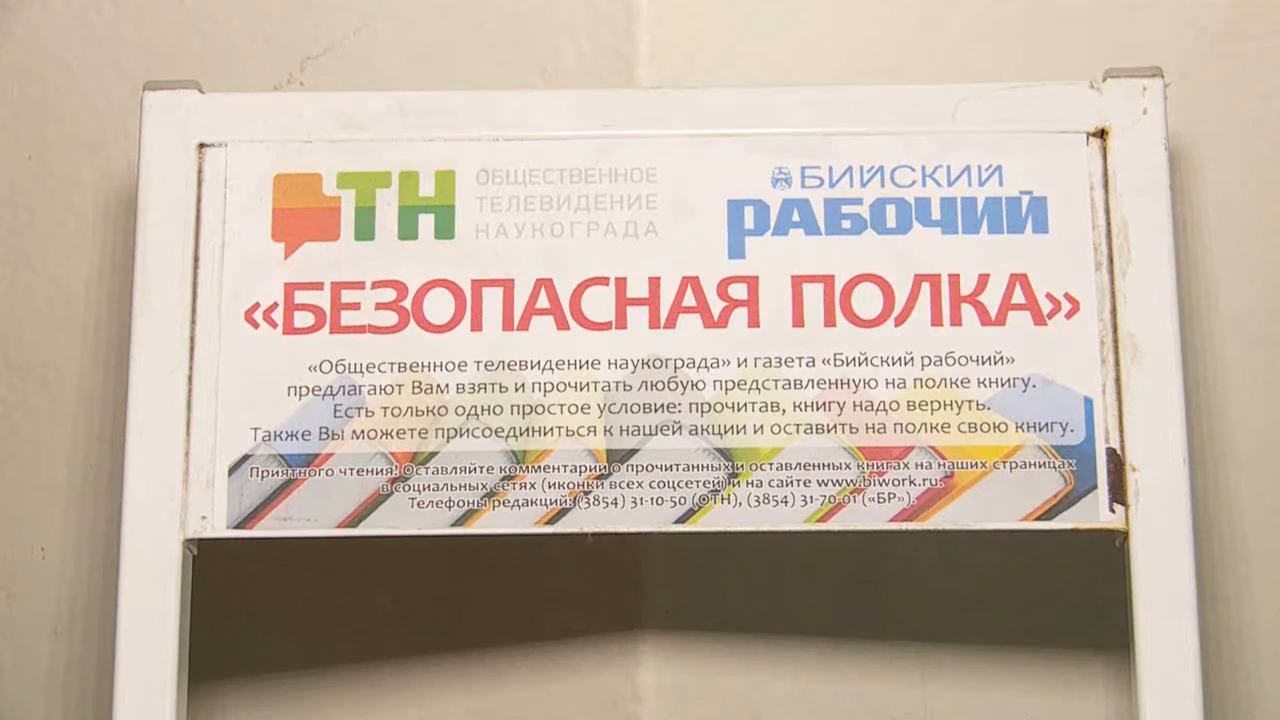 ОТН
ОБЩЕСТВЕННОЕ
ТЕЛЕВИДЕНИЕ
НАУКОГРАДА
БИЙСКИЙ
РАБОЧИЙ
«БЕЗОПАСНАЯ ПОЛКА»
«Общественное телевидение наукограда» и газета «Бийский рабочий»
предлагают Вам взять и прочитать любую представленную на полке книгу.
Есть только одно простое условие: прочитав, книгу надо вернуть.
Также Вы можете присоединиться к нашей акции и оставить на полке свою книгу.
Приятного чтения! Оставляйте комментарии о прочитанных и оставленных книгах на наших страницах
в социальных сетях (иконки всех соцсетей) и на сайте www.biwork.ru.
Телефоны редакций: (3854) 31-10-50 (ОТН), (3854) 31-70-01 («БР»).